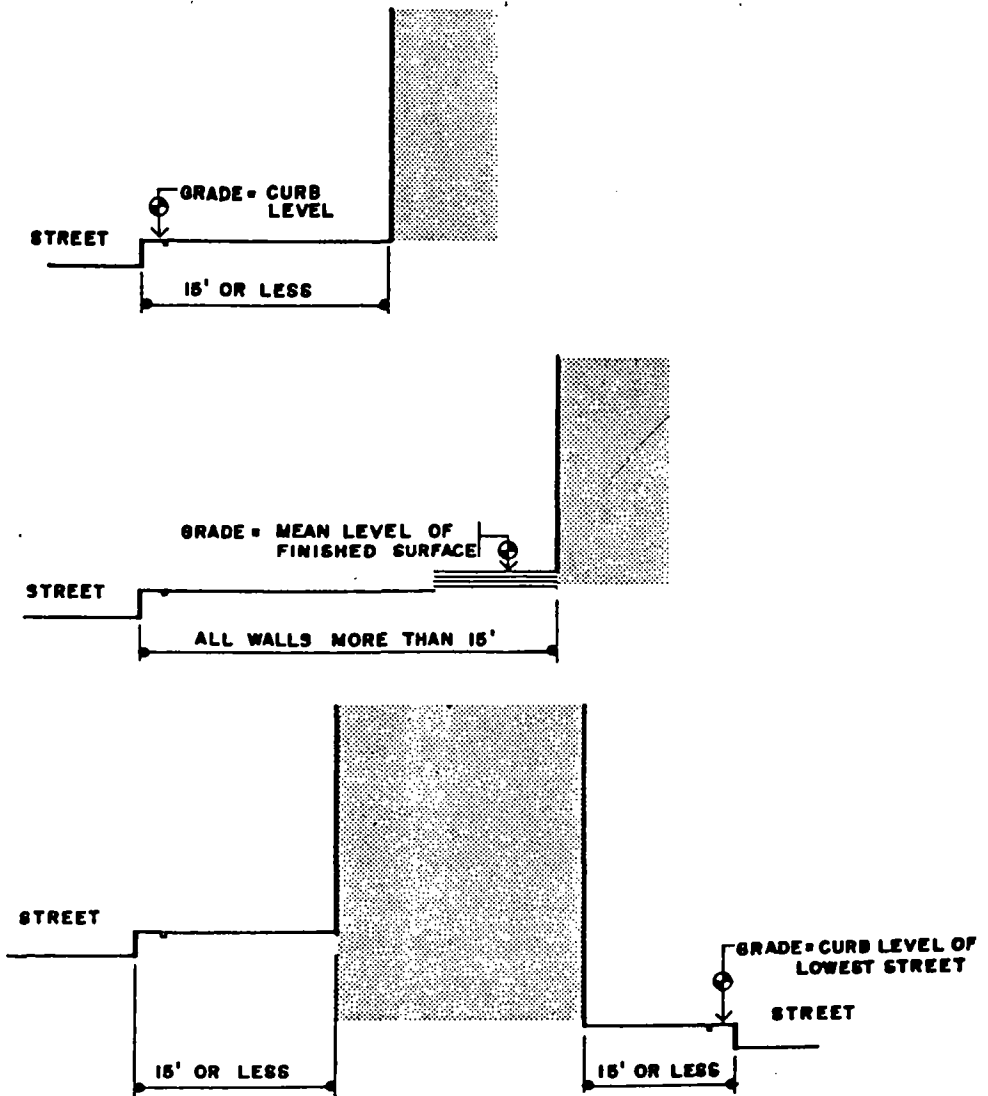 GRADE = CURB
LEVEL
STREET
15' OR LESS
GRADE = MEAN LEVEL OF
FINISHED SURFACE
STREET
ALL WALLS MORE THAN 15'
STREET
GRADE = CURB LEVEL OF
LOWEST STREET
STREET
15' OR LESS
15' OR LESS